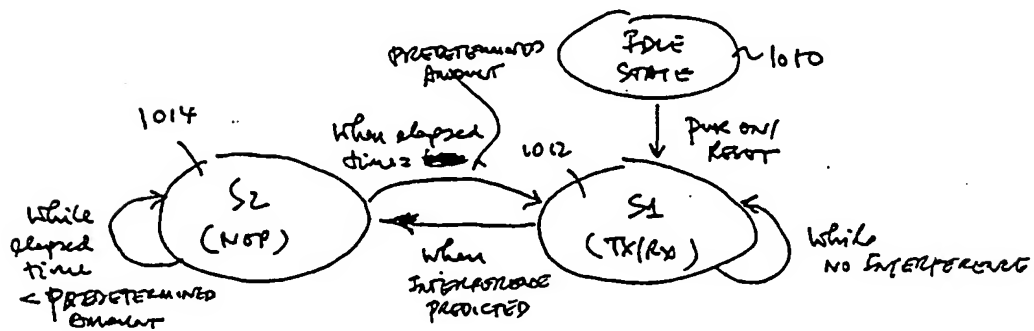 PREDETERMINED
AMOUNT
IDLE
STATE
1010
PWR ON/
RESET
1014
When elapsed
time =
1012
S2
(NOP)
S1
(TX/RX)
While
elapsed
time
< PREDETERMINED
AMOUNT
When
INTERFERENCE
PREDICTED
While
NO INTERFERENCE